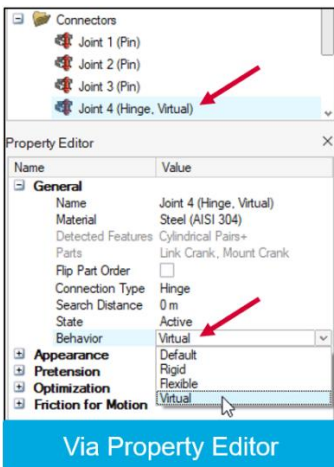 Connectors
Joint 1 (Pin)
Joint 2 (Pin)
Joint 3 (Pin)
Joint 4 (Hinge, Virtual)
Property Editor
Name Value
General
Name Joint 4 (Hinge, Virtual)
Material Steel (AISI 304)
Detected Features Cylindrical Pairs+
Parts Link Crank, Mount Crank
Flip Part Order
Connection Type Hinge
Search Distance 0 m
State Active
Behavior Virtual
Appearance Default
Pretension Rigid
Optimization Flexible
Friction for Motion Virtual
Via Property Editor